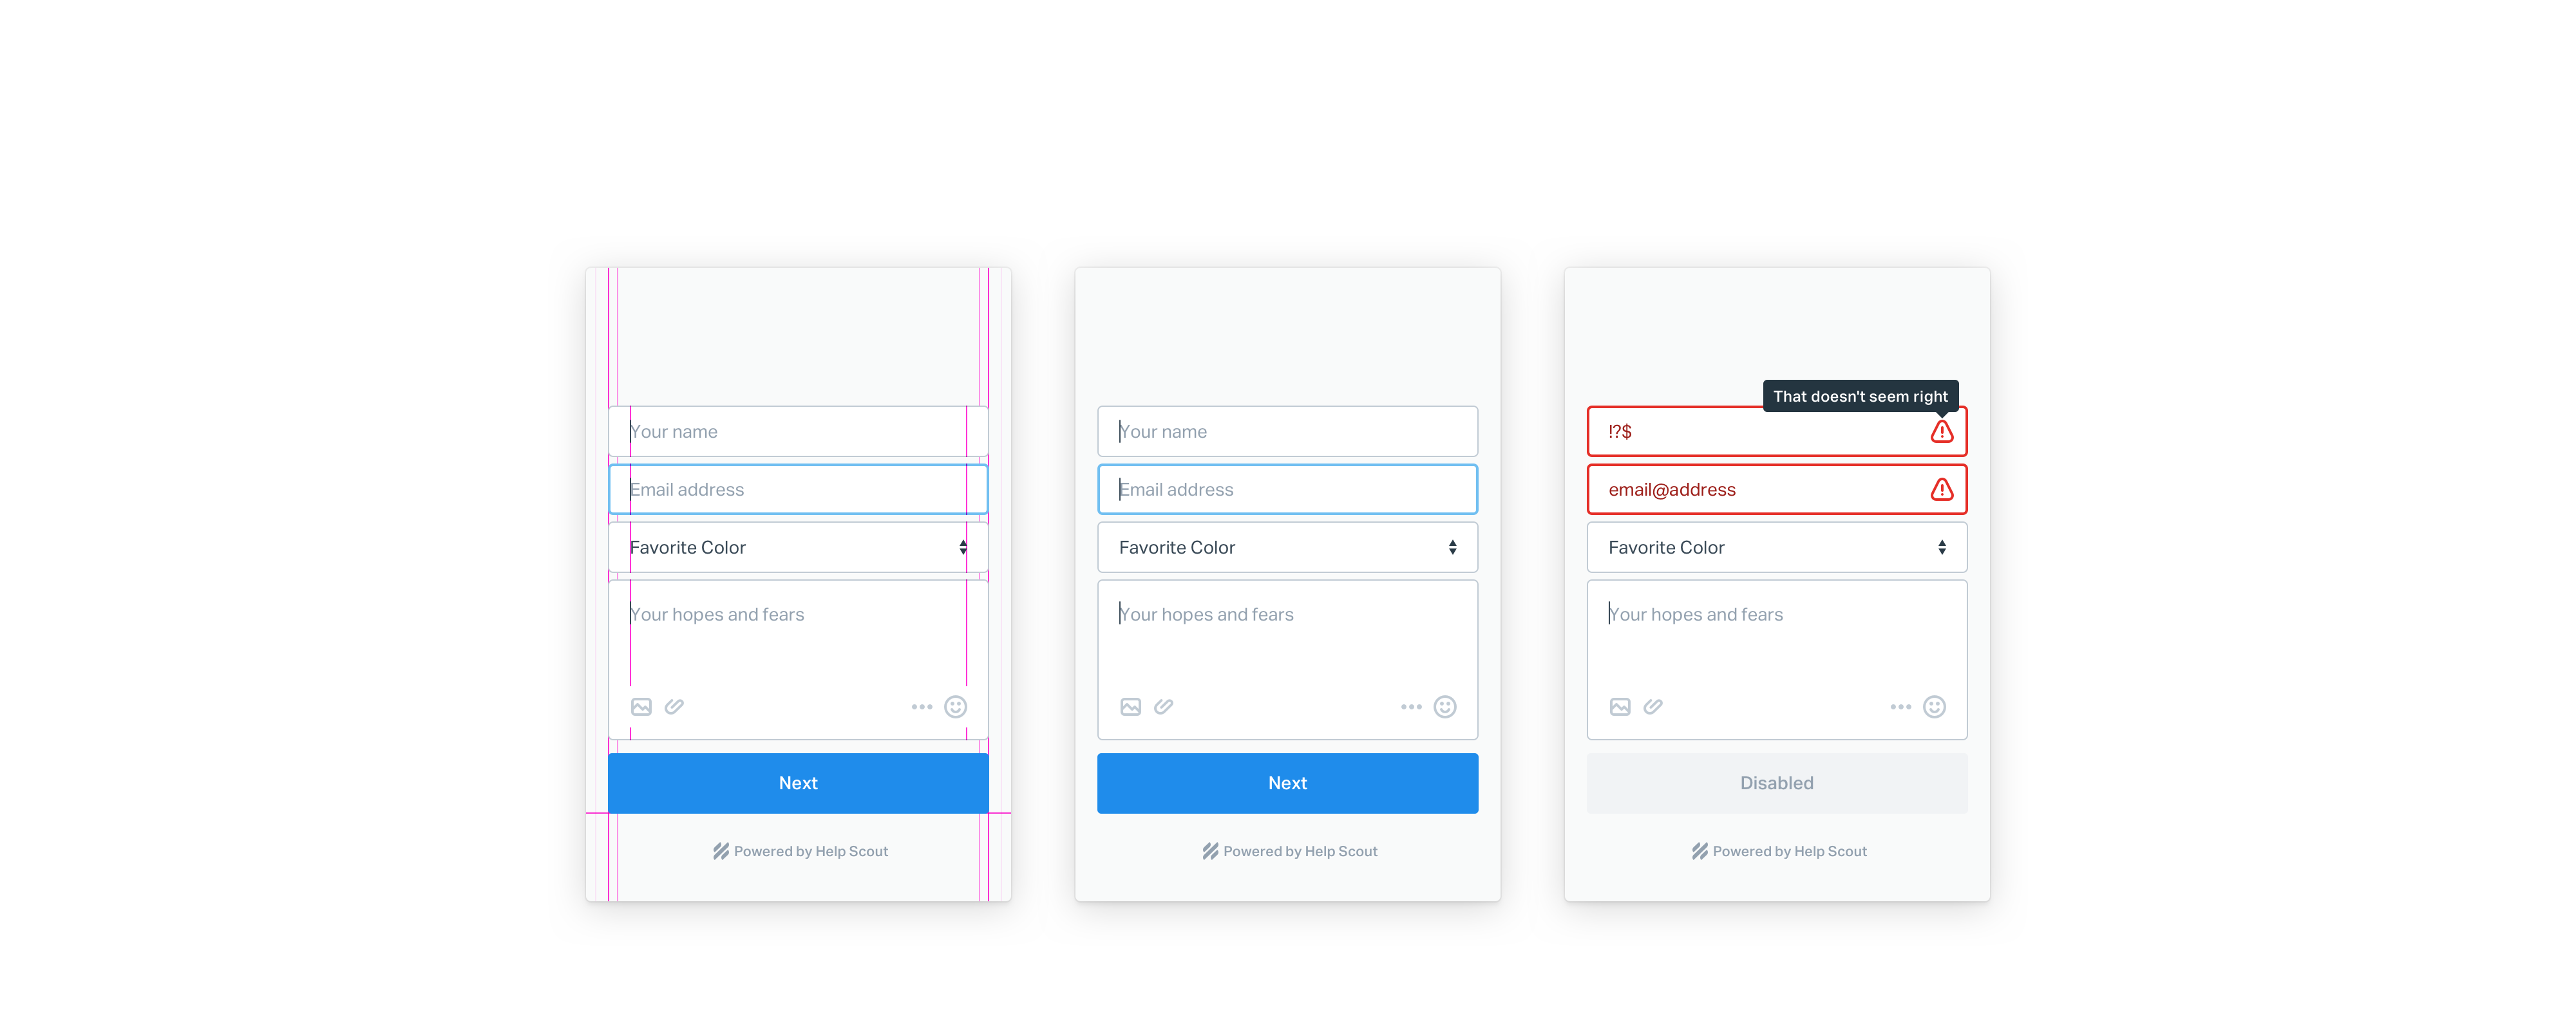 Your name
Email address
Favorite Color
Your hopes and fears
Next
Powered by Help Scout
Your name
Email address
Favorite Color
Your hopes and fears
Next
Powered by Help Scout
That doesn't seem right
!?$
email@address
Favorite Color
Your hopes and fears
Disabled
Powered by Help Scout